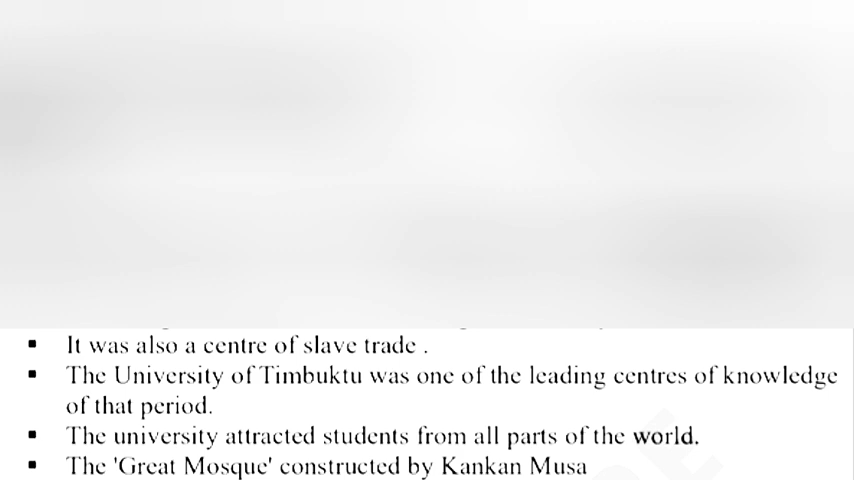 ▪ It was also a centre of slave trade .
▪ The University of Timbuktu was one of the leading centres of knowledge
of that period.
▪ The university attracted students from all parts of the world.
▪ The 'Great Mosque' constructed by Kankan Musa